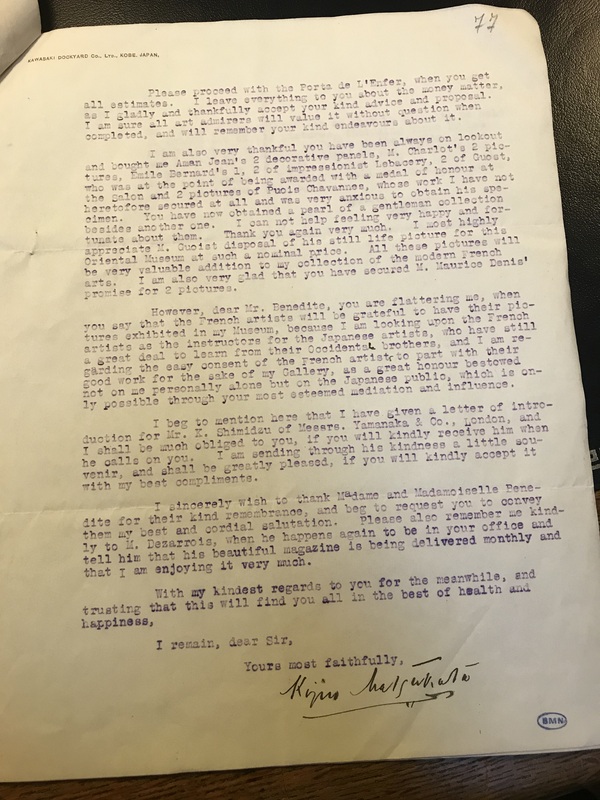 77
KAWASAKI DOCKYARD CO., LTD., KOBE, JAPAN,
Please proceed with the Porta de L'Enfer, when you get
all estimates. I leave everything to you about the money matter,
as I gladly and thankfully accept your kind advice and proposal.
I am sure all art admirers will value it without question when
completed, and will remember your kind endeavours about it.
I am also very thankful you have been always on lookout
and bought me Aman Jean's 2 decorative panels, M. Charlot's 2 pic-
tures, Emile Bernard's 1, 2 of impressionist Lebacery, 2 of Guost,
who was at the point of being awarded with a medal of honour at
the Salon and 2 pictures of Puois Chavannes, whose work I have not
heretofore secured at all and was very anxious to obtain his spe-
cimen. You have now obtained a pearl of a gentleman collection
besides another one. I can not help feeling very happy and for-
tunate about them. Thank you again very much. I most highly
appreciate M. Guoist disposal of his still life picture for this
Oriental Museum at such a nominal price. All these pictures will
be very valuable addition to my collection of the modern French
arts. I am also very glad that you have secured M. Maurice Denis'
promise for 2 pictures.
However, dear Mr. Benedite, you are flattering me, when
you say that the French artists will be grateful to have their pic-
tures exhibited in my Museum, because I am looking upon the French
artists as the instructors for the Japanese artists, who have still
a great deal to learn from their Occidental brothers, and I am re-
garding the easy consent of the French artists to part with their
good work for the sake of my Gallery, as a great honour bestowed
not on me personally alone but on the Japanese public, which is on-
ly possible through your most esteemed mediation and influence.
I beg to mention here that I have given a letter of intro-
duction for Mr. K. Shimidzu of Messrs. Yamanaka & Co., London, and
I shall be much obliged to you, if you will kindly receive him when
he calls on you. I am sending through his kindness a little sou-
venir, and shall be greatly pleased, if you will kindly accept it
with my best compliments.
I sincerely wish to thank Madame and Madamoiselle Bene-
dite for their kind remembrance, and beg to request you to convey
them my best and cordial salutation. Please also remember me kind-
ly to M. Dezarrois, when he happens again to be in your office and
tell him that his beautiful magazine is being delivered monthly and
that I am enjoying it very much.
With my kindest regards to you for the meanwhile, and
trusting that this will find you all in the best of health and
happiness,
I remain, dear Sir,
Yours most faithfully,
Kojiro Matsukata
BMN